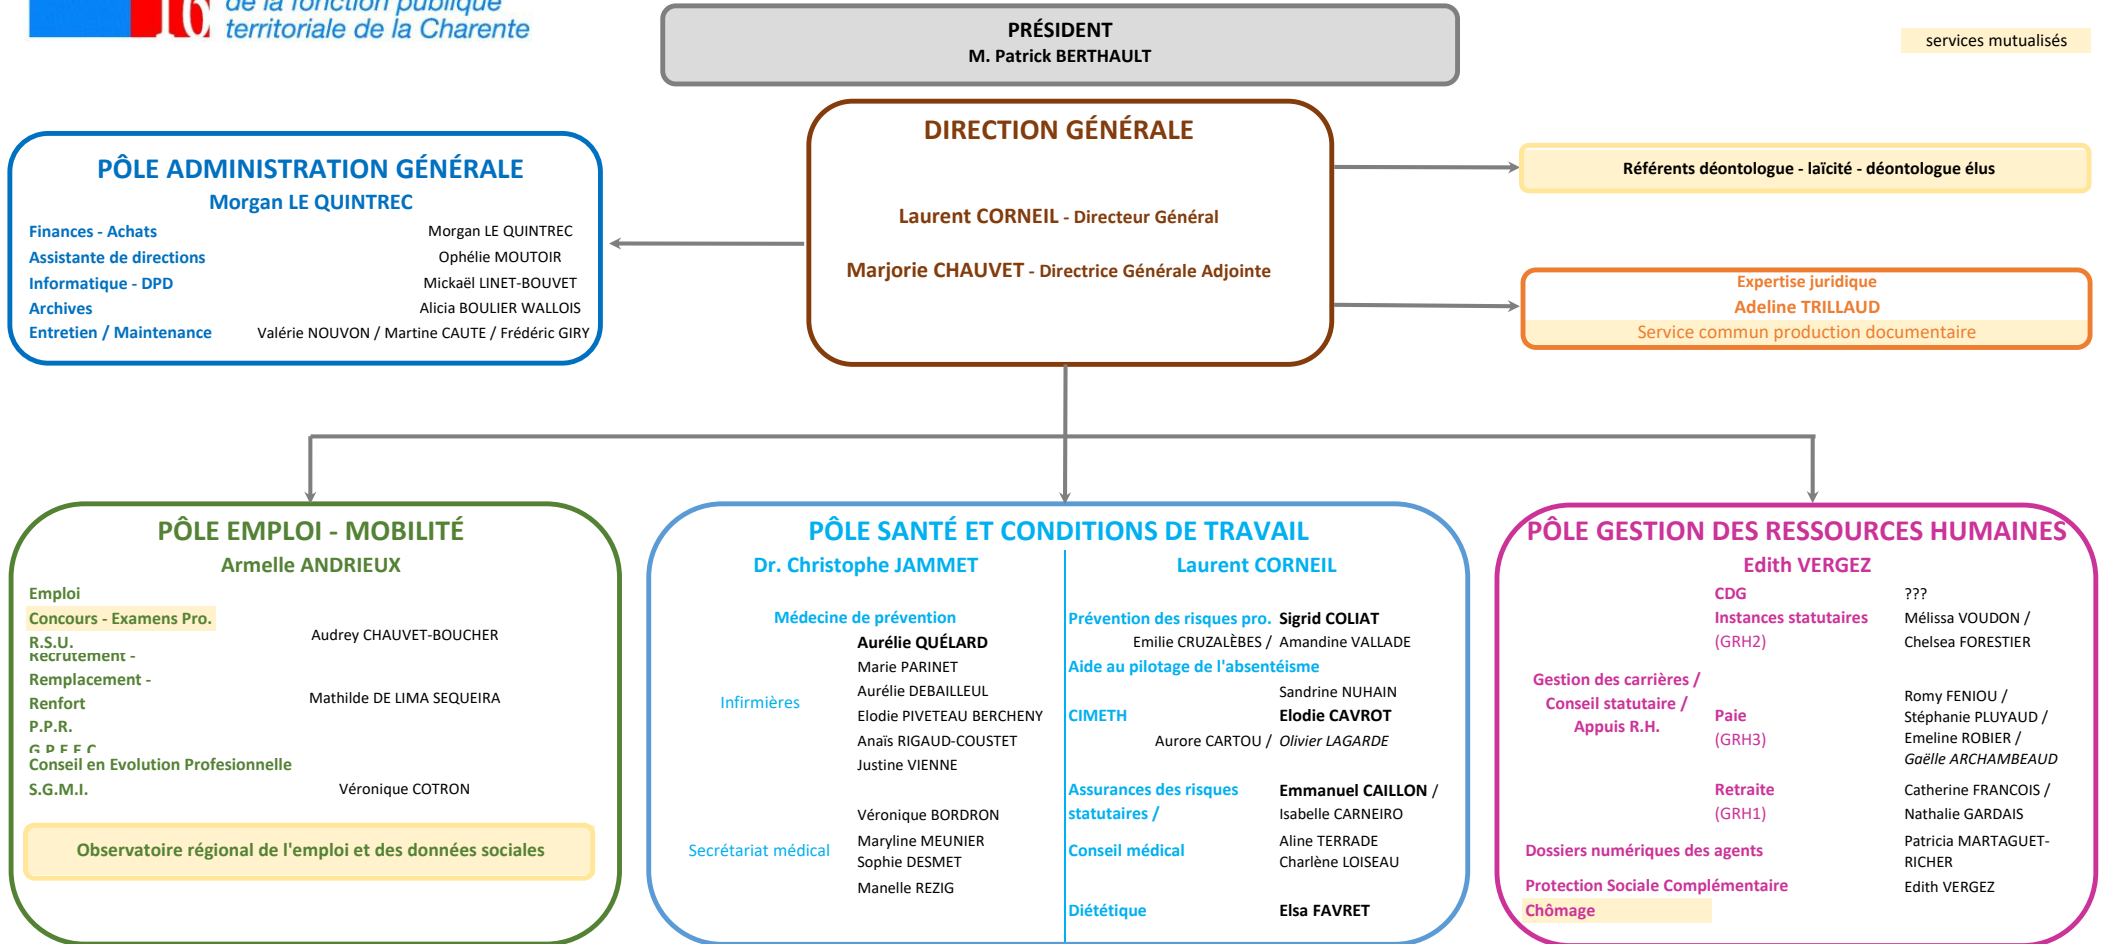 de la fonction publique
territoriale de la Charente
16
PRÉSIDENT
M. Patrick BERTHAULT
services mutualisés
DIRECTION GÉNÉRALE
Laurent CORNEIL - Directeur Général
Marjorie CHAUVET - Directrice Générale Adjointe
PÔLE ADMINISTRATION GÉNÉRALE
Morgan LE QUINTREC
Finances - Achats Morgan LE QUINTREC
Assistante de directions Ophélie MOUTOIR
Informatique - DPD Mickaël LINET-BOUVET
Archives Alicia BOULIER WALLOIS
Entretien / Maintenance Valérie NOUVON / Martine CAUTE / Frédéric GIRY
Référents déontologue - laïcité - déontologue élus
Expertise juridique
Adeline TRILLAUD
Service commun production documentaire
PÔLE EMPLOI - MOBILITÉ
Armelle ANDRIEUX
Emploi
Concours - Examens Pro.
R.S.U.
Audrey CHAUVET-BOUCHER
Recrutement -
Remplacement -
Renfort
Mathilde DE LIMA SEQUEIRA
P.P.R.
G.P.E.E.C
Conseil en Evolution Profesionnelle
S.G.M.I. Véronique COTRON
Observatoire régional de l'emploi et des données sociales
PÔLE SANTÉ ET CONDITIONS DE TRAVAIL
Dr. Christophe JAMMET
Médecine de prévention
Aurélie QUÉLARD
Marie PARINET
Aurélie DEBAILLEUL
Infirmières
Elodie PIVETEAU BERCHENY
Anaïs RIGAUD-COUSTET
Justine VIENNE
Véronique BORDRON
Secrétariat médical
Maryline MEUNIER
Sophie DESMET
Manelle REZIG
Laurent CORNEIL
Prévention des risques pro. Sigrid COLIAT
Emilie CRUZALÈBES / Amandine VALLADE
Aide au pilotage de l'absentéisme
Sandrine NUHAIN
CIMETH Elodie CAVROT
Aurore CARTOU / Olivier LAGARDE
Assurances des risques Emmanuel CAILLON /
statutaires / Isabelle CARNEIRO
Conseil médical
Aline TERRADE
Charlène LOISEAU
Diététique Elsa FAVRET
PÔLE GESTION DES RESSOURCES HUMAINES
Edith VERGEZ
CDG ???
Instances statutaires Mélissa VOUDON /
(GRH2) Chelsea FORESTIER
Gestion des carrières /
Conseil statutaire /
Appuis R.H.
Paie
(GRH3)
Romy FENIOU /
Stéphanie PLUYAUD /
Emeline ROBIER /
Gaëlle ARCHAMBEAUD
Retraite Catherine FRANCOIS /
(GRH1) Nathalie GARDAIS
Dossiers numériques des agents
Patricia MARTAGUET-
RICHER
Protection Sociale Complémentaire Edith VERGEZ
Chômage